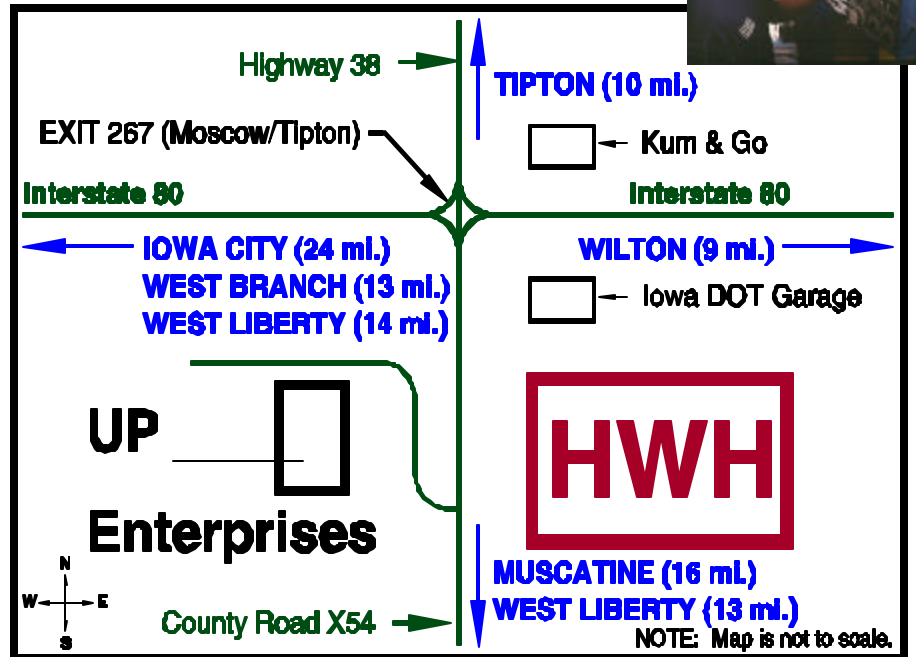 Highway 38
TIPTON (10 mi.)
EXIT 267 (Moscow/Tipton)
Kum & Go
Interstate 80
Interstate 80
IOWA CITY (24 mi.)
WILTON (9 mi.)
WEST BRANCH (13 mi.)
Iowa DOT Garage
WEST LIBERTY (14 mi.)
UP
HWH
Enterprises
N
W E
S
MUSCATINE (16 mi.)
WEST LIBERTY (13 mi.)
County Road X54
NOTE: Map is not to scale.